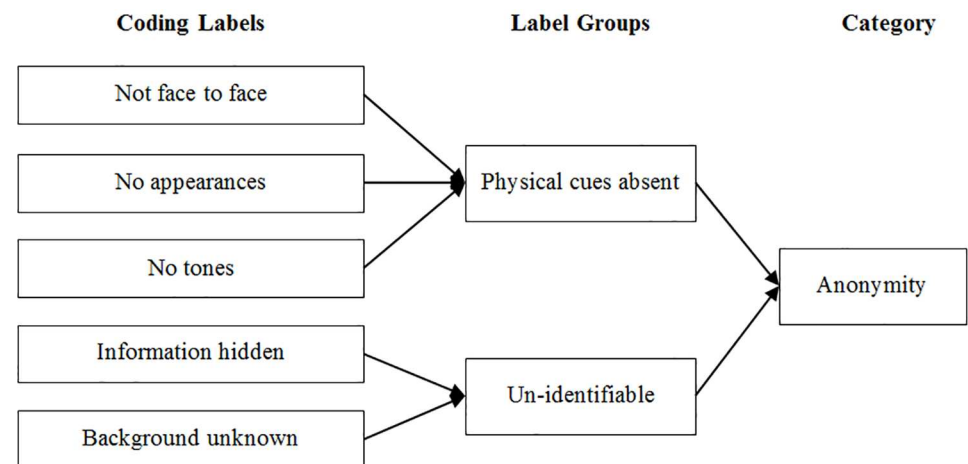 Coding Labels
Label Groups
Category
Not face to face
No appearances
Physical cues absent
No tones
Anonymity
Information hidden
Un-identifiable
Background unknown